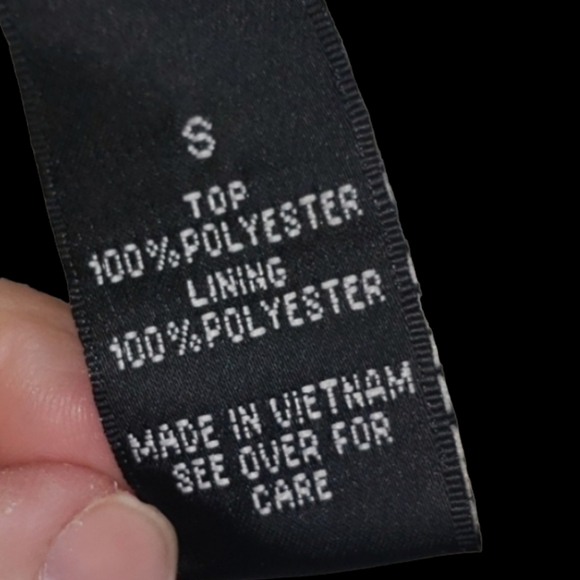 S
TOP
100%POLYESTER
LINING
100%POLYESTER
MADE IN VIETNAM
SEE OVER FOR
CARE